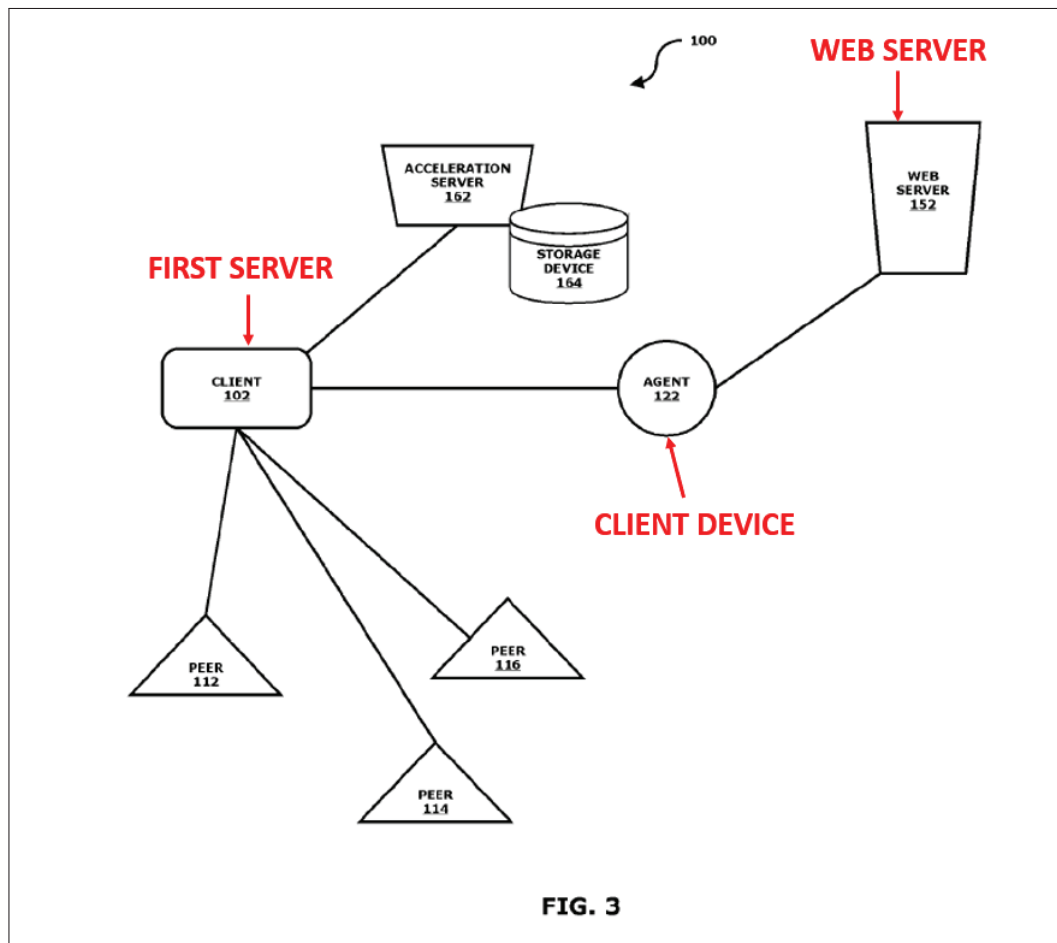 100
WEB SERVER
ACCELERATION
SERVER
162
WEB
SERVER
152
STORAGE
DEVICE
164
FIRST SERVER
CLIENT
102
AGENT
122
CLIENT DEVICE
PEER
112
PEER
116
PEER
114
FIG. 3